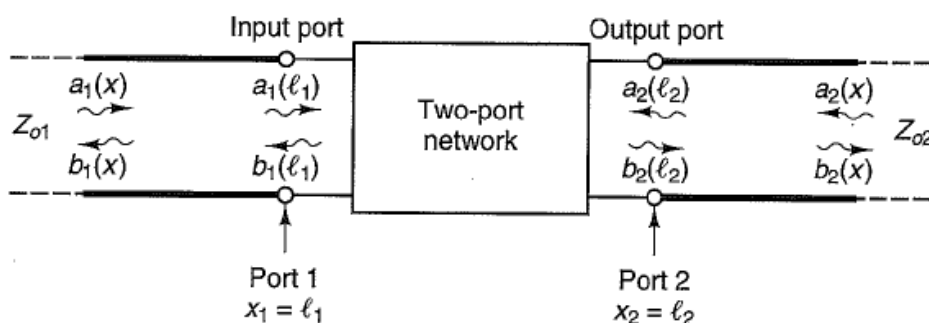 Input port
Output port
a₁(x)
a₁(ℓ₁)
a₂(ℓ₂)
a₂(x)
Zₒ₁
Two-port
network
Zₒ₂
b₁(x)
b₁(ℓ₁)
b₂(ℓ₂)
b₂(x)
Port 1
x₁ = ℓ₁
Port 2
x₂ = ℓ₂